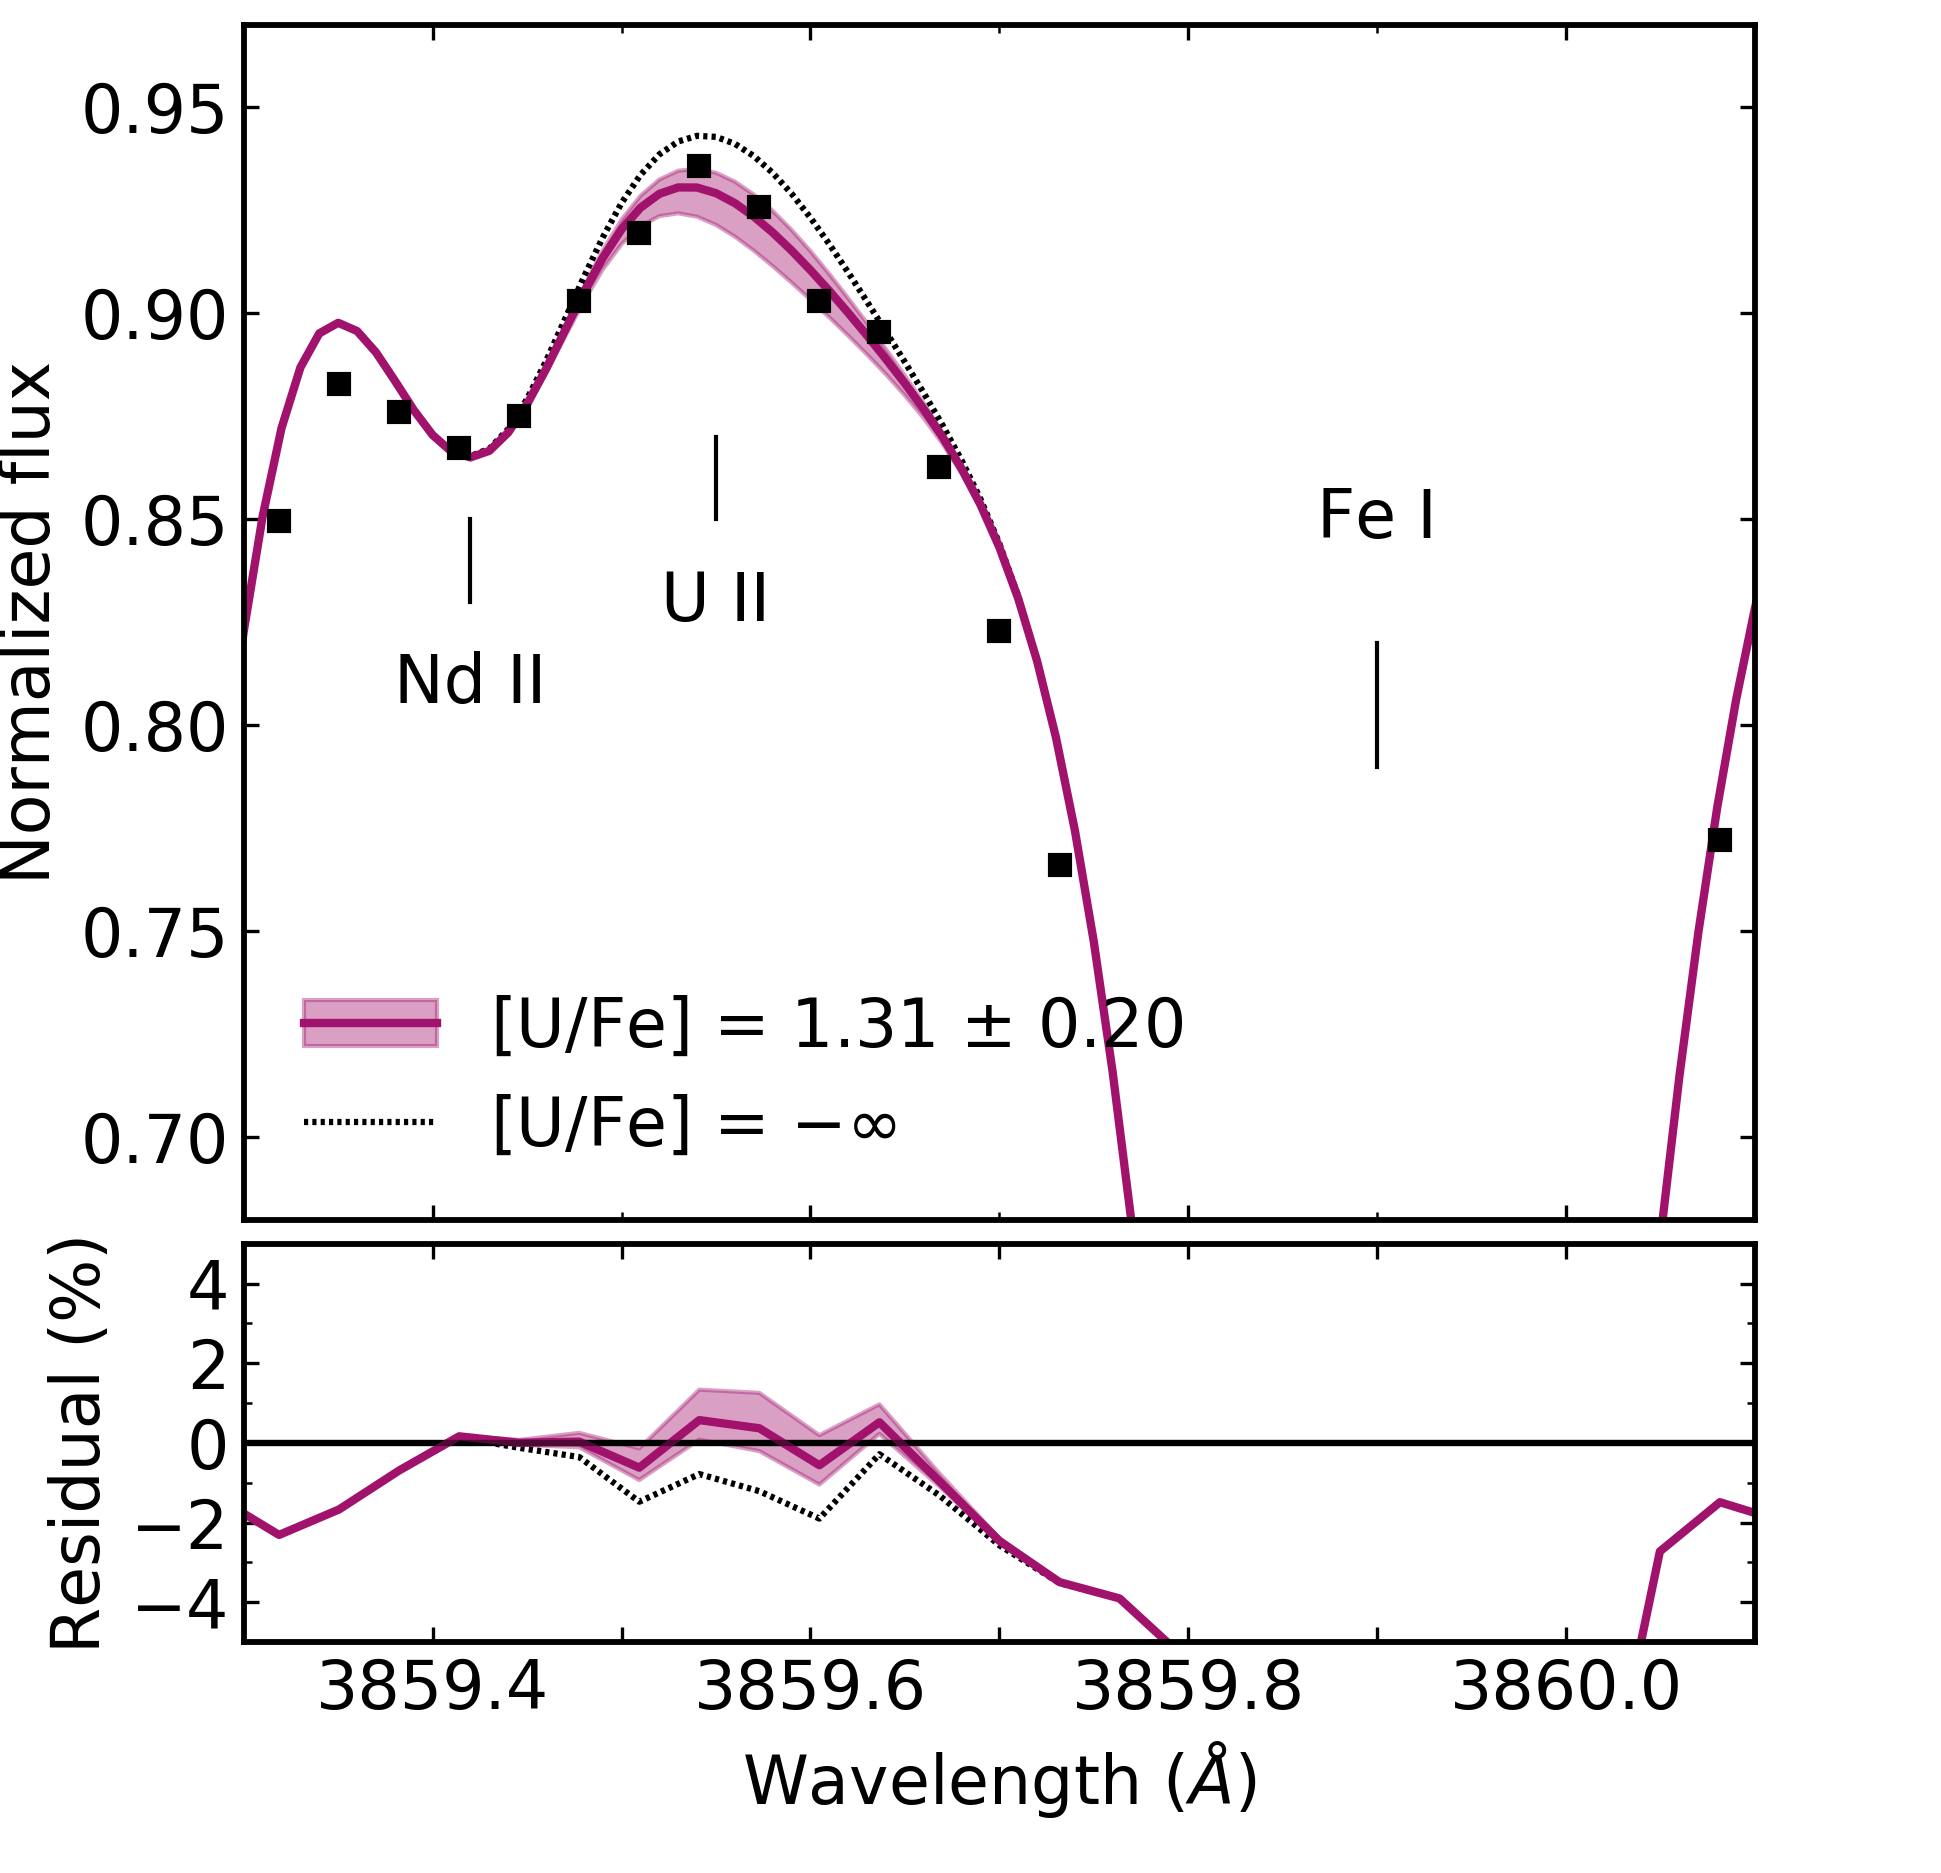 Normalized flux
0.95
0.90
0.85
0.80
0.75
0.70
Fe I
U II
Nd II
[U/Fe] = 1.31 ± 0.20
[U/Fe] = −∞
Residual (%)
4
2
0
−2
−4
3859.4 3859.6 3859.8 3860.0
Wavelength (Å)